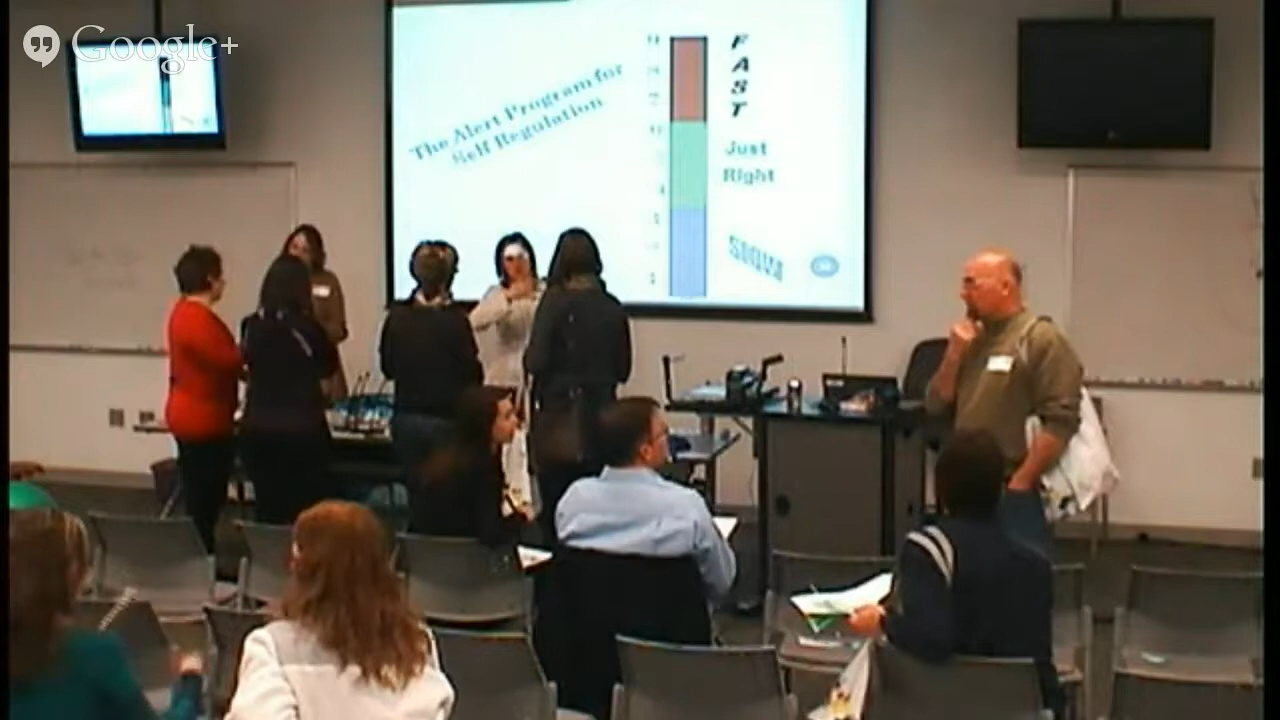 Google+
The Alert Program for
Self Regulation
FAST
Just
Right
Slow